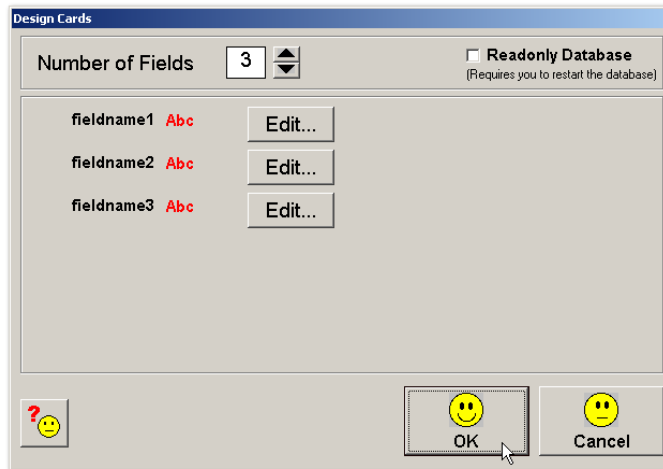 Design Cards
Number of Fields 3
Readonly Database
(Requires you to restart the database)
fieldname1 Abc Edit...
fieldname2 Abc Edit...
fieldname3 Abc Edit...
?
OK Cancel